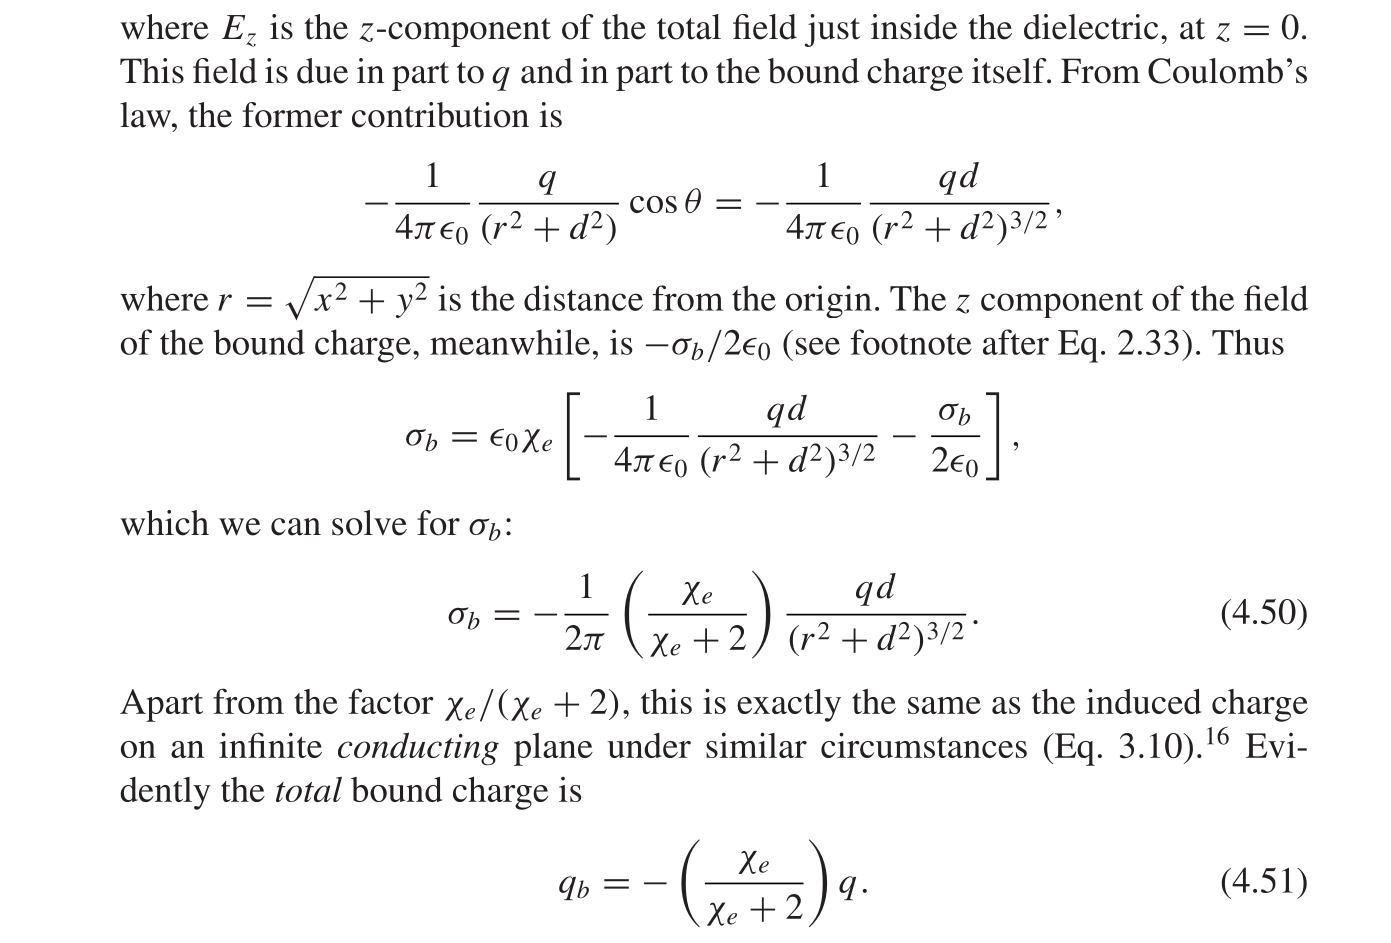 where $E_z$ is the $z$-component of the total field just inside the dielectric, at $z = 0$.
This field is due in part to $q$ and in part to the bound charge itself. From Coulomb’s
law, the former contribution is
$$-\frac{1}{4\pi\epsilon_0} \frac{q}{(r^2 + d^2)} \cos\theta = -\frac{1}{4\pi\epsilon_0} \frac{qd}{(r^2 + d^2)^{3/2}},$$
where $r = \sqrt{x^2 + y^2}$ is the distance from the origin. The $z$ component of the field
of the bound charge, meanwhile, is $-\sigma_b/2\epsilon_0$ (see footnote after Eq. 2.33). Thus
$$\sigma_b = \epsilon_0 \chi_e \left[ -\frac{1}{4\pi\epsilon_0} \frac{qd}{(r^2 + d^2)^{3/2}} - \frac{\sigma_b}{2\epsilon_0} \right],$$
which we can solve for $\sigma_b$:
$$\sigma_b = -\frac{1}{2\pi} \left( \frac{\chi_e}{\chi_e + 2} \right) \frac{qd}{(r^2 + d^2)^{3/2}}. \quad (4.50)$$
Apart from the factor $\chi_e/(\chi_e + 2)$, this is exactly the same as the induced charge
on an infinite conducting plane under similar circumstances (Eq. 3.10).$^{16}$ Evi-
dently the total bound charge is
$$q_b = -\left( \frac{\chi_e}{\chi_e + 2} \right) q. \quad (4.51)$$